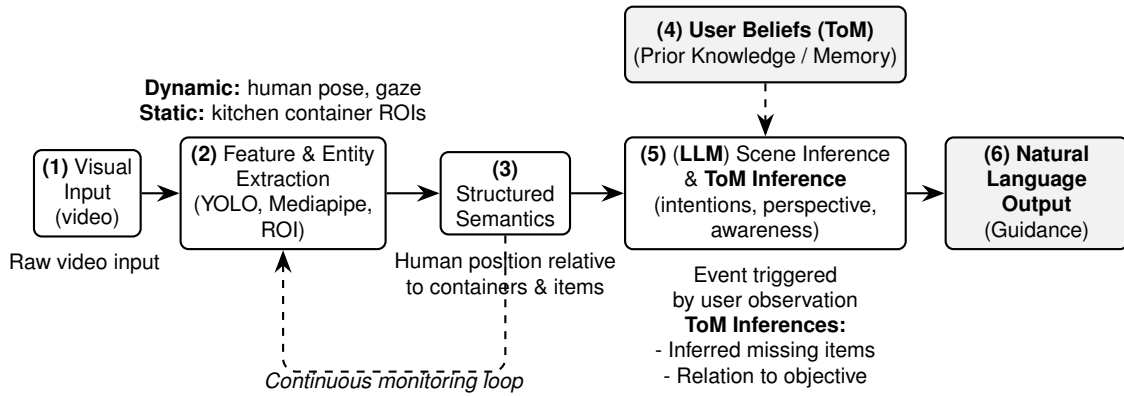 (4) User Beliefs (ToM)
(Prior Knowledge / Memory)
Dynamic: human pose, gaze
Static: kitchen container ROIs
(1) Visual
Input
(video)
Raw video input
(2) Feature & Entity
Extraction
(YOLO, Mediapipe,
ROI)
(3)
Structured
Semantics
Human position relative
to containers & items
Continuous monitoring loop
(5) (LLM) Scene Inference
& ToM Inference
(intentions, perspective,
awareness)
Event triggered
by user observation
ToM Inferences:
- Inferred missing items
- Relation to objective
(6) Natural
Language
Output
(Guidance)